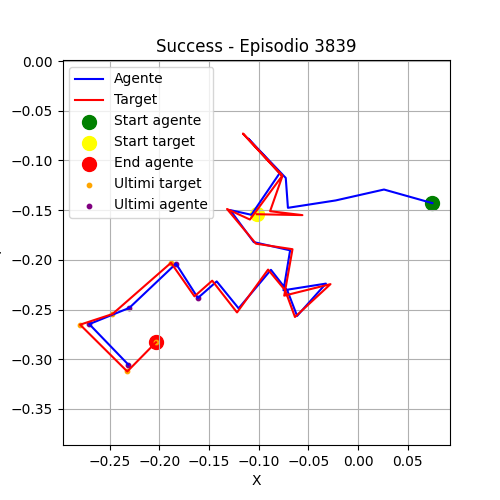 Success - Episodio 3839
Agente
Target
Start agente
Start target
End agente
Ultimi target
Ultimi agente
0.00
−0.05
−0.10
−0.15
−0.20
−0.25
−0.30
−0.35
−0.25
−0.20
−0.15
−0.10
−0.05
0.00
0.05
X